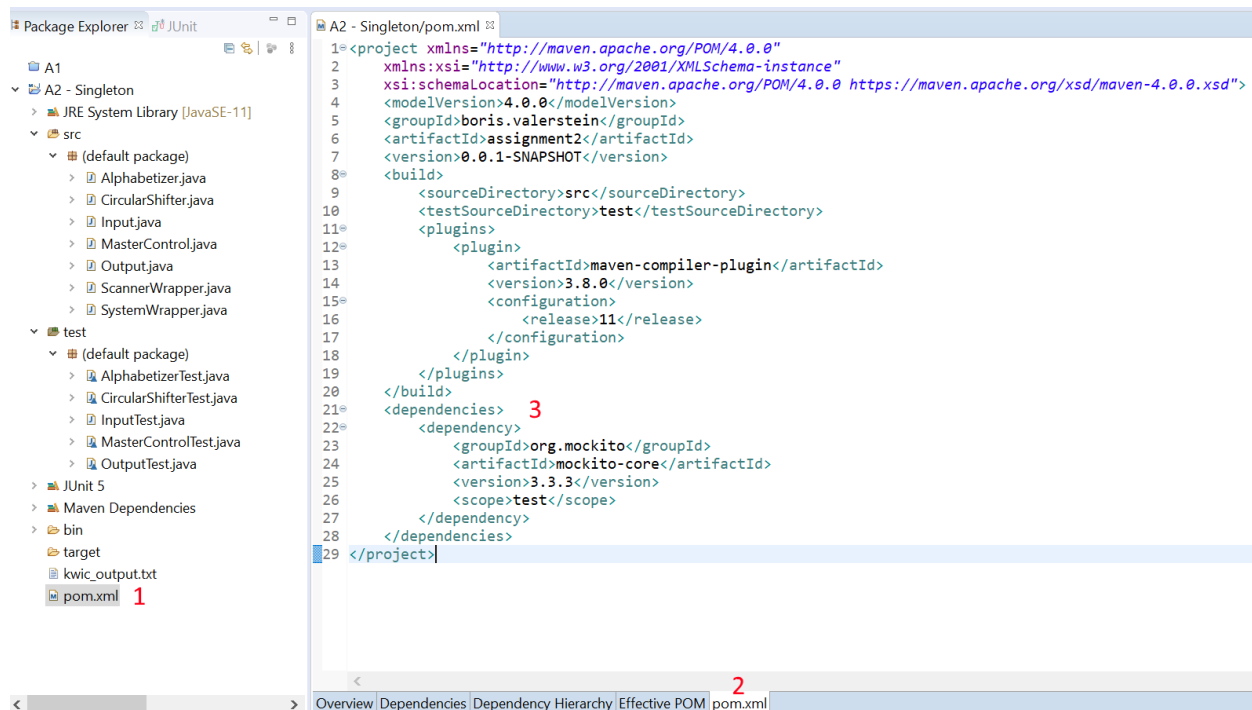 Package Explorer JUnit
A1
A2 - Singleton
JRE System Library [JavaSE-11]
src
(default package)
Alphabetizer.java
CircularShifter.java
Input.java
MasterControl.java
Output.java
ScannerWrapper.java
SystemWrapper.java
test
(default package)
AlphabetizerTest.java
CircularShifterTest.java
InputTest.java
MasterControlTest.java
OutputTest.java
JUnit 5
Maven Dependencies
bin
target
kwic_output.txt
pom.xml 1
A2 - Singleton/pom.xml
1 <project xmlns="http://maven.apache.org/POM/4.0.0"
2 xmlns:xsi="http://www.w3.org/2001/XMLSchema-instance"
3 xsi:schemaLocation="http://maven.apache.org/POM/4.0.0 https://maven.apache.org/xsd/maven-4.0.0.xsd">
4 <modelVersion>4.0.0</modelVersion>
5 <groupId>boris.valerstein</groupId>
6 <artifactId>assignment2</artifactId>
7 <version>0.0.1-SNAPSHOT</version>
8 <build>
9 <sourceDirectory>src</sourceDirectory>
10 <testSourceDirectory>test</testSourceDirectory>
11 <plugins>
12 <plugin>
13 <artifactId>maven-compiler-plugin</artifactId>
14 <version>3.8.0</version>
15 <configuration>
16 <release>11</release>
17 </configuration>
18 </plugin>
19 </plugins>
20 </build>
21 <dependencies> 3
22 <dependency>
23 <groupId>org.mockito</groupId>
24 <artifactId>mockito-core</artifactId>
25 <version>3.3.3</version>
26 <scope>test</scope>
27 </dependency>
28 </dependencies>
29 </project>
2
Overview Dependencies Dependency Hierarchy Effective POM pom.xml